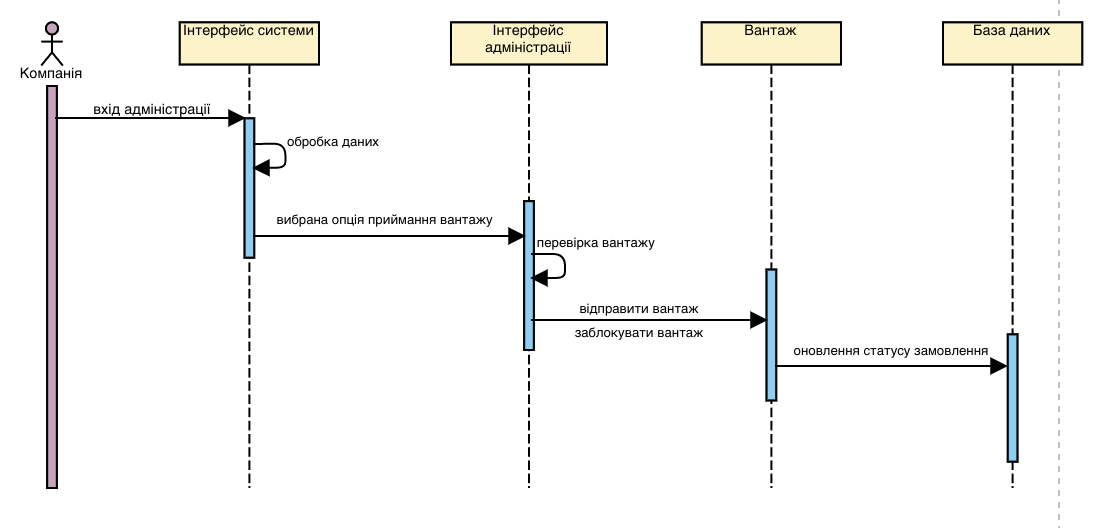 Інтерфейс системи
Інтерфейс
адміністрації
Вантаж
База даних
Компанія
вхід адміністрації
обробка даних
вибрана опція приймання вантажу
перевірка вантажу
відправити вантаж
заблокувати вантаж
оновлення статусу замовлення